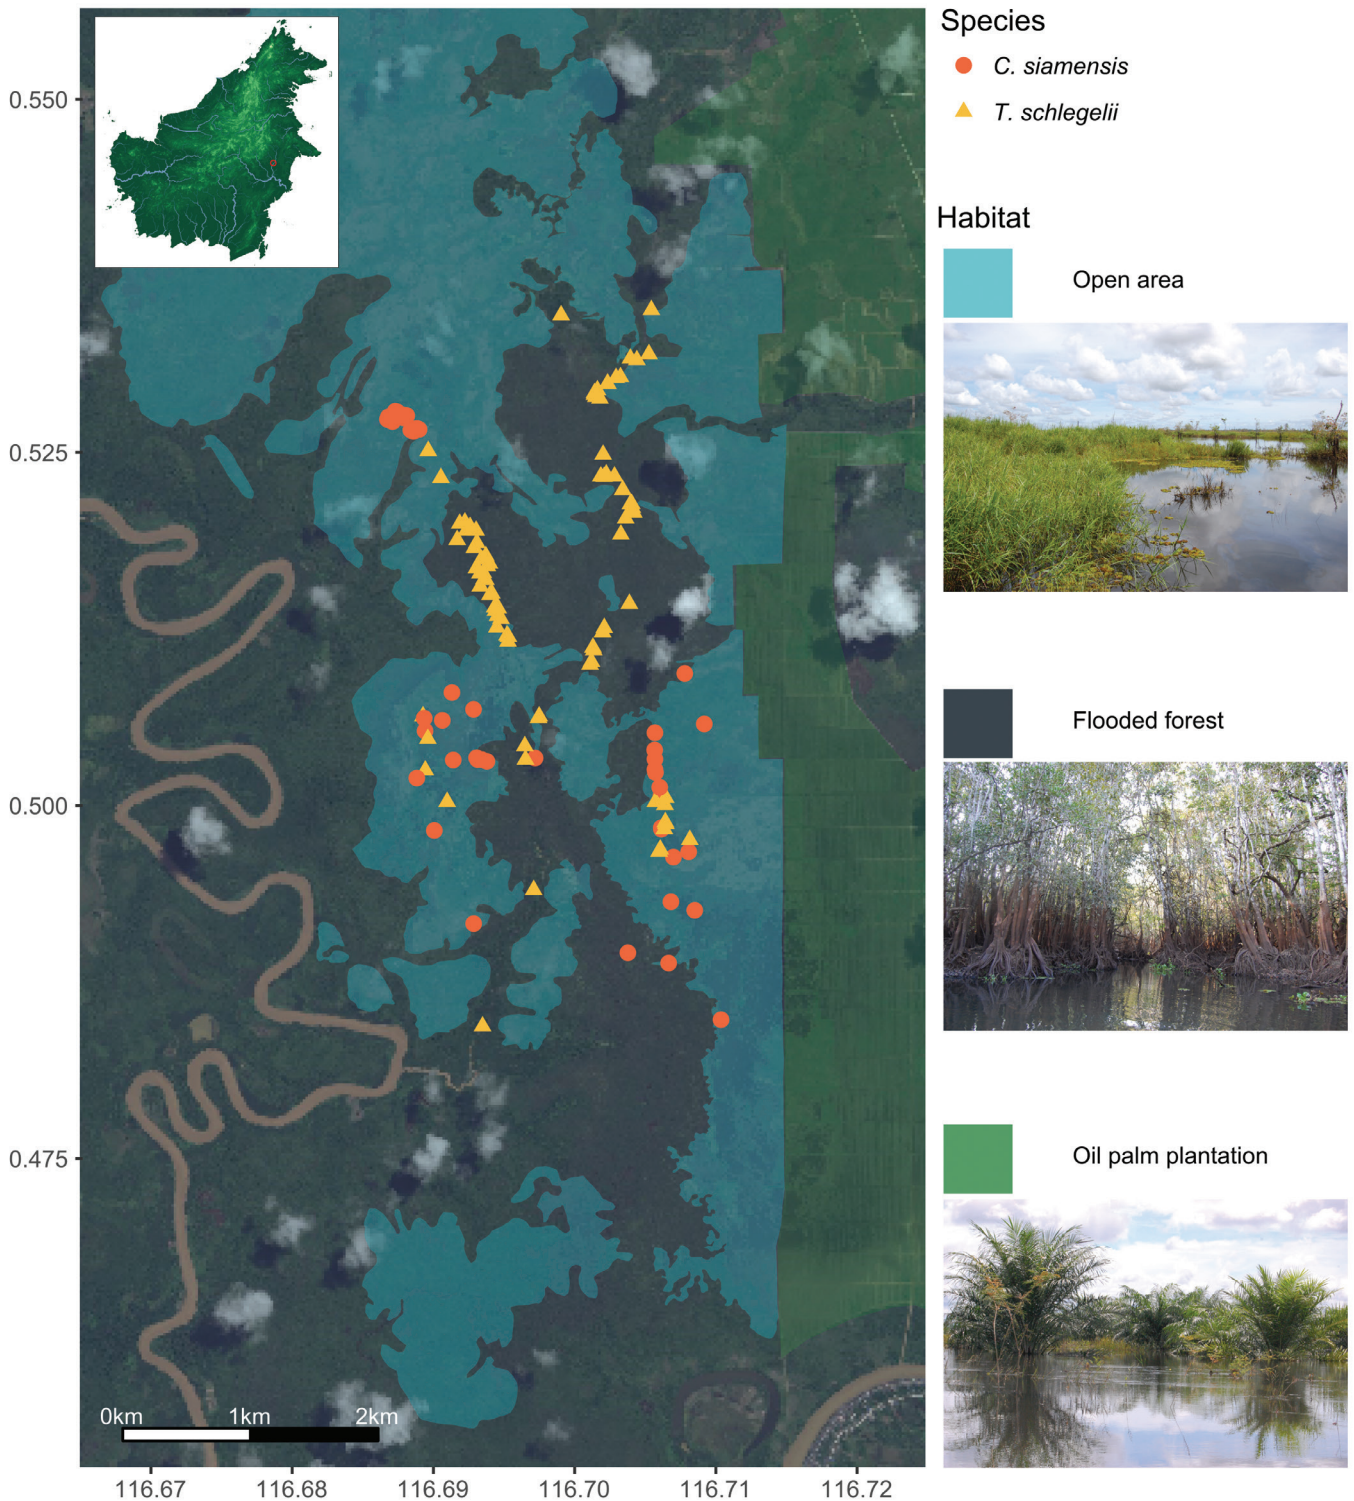 Species
C. siamensis
T. schlegelii
Habitat
Open area
Flooded forest
Oil palm plantation
0.550
0.525
0.500
0.475
0km 1km 2km
116.67 116.68 116.69 116.70 116.71 116.72